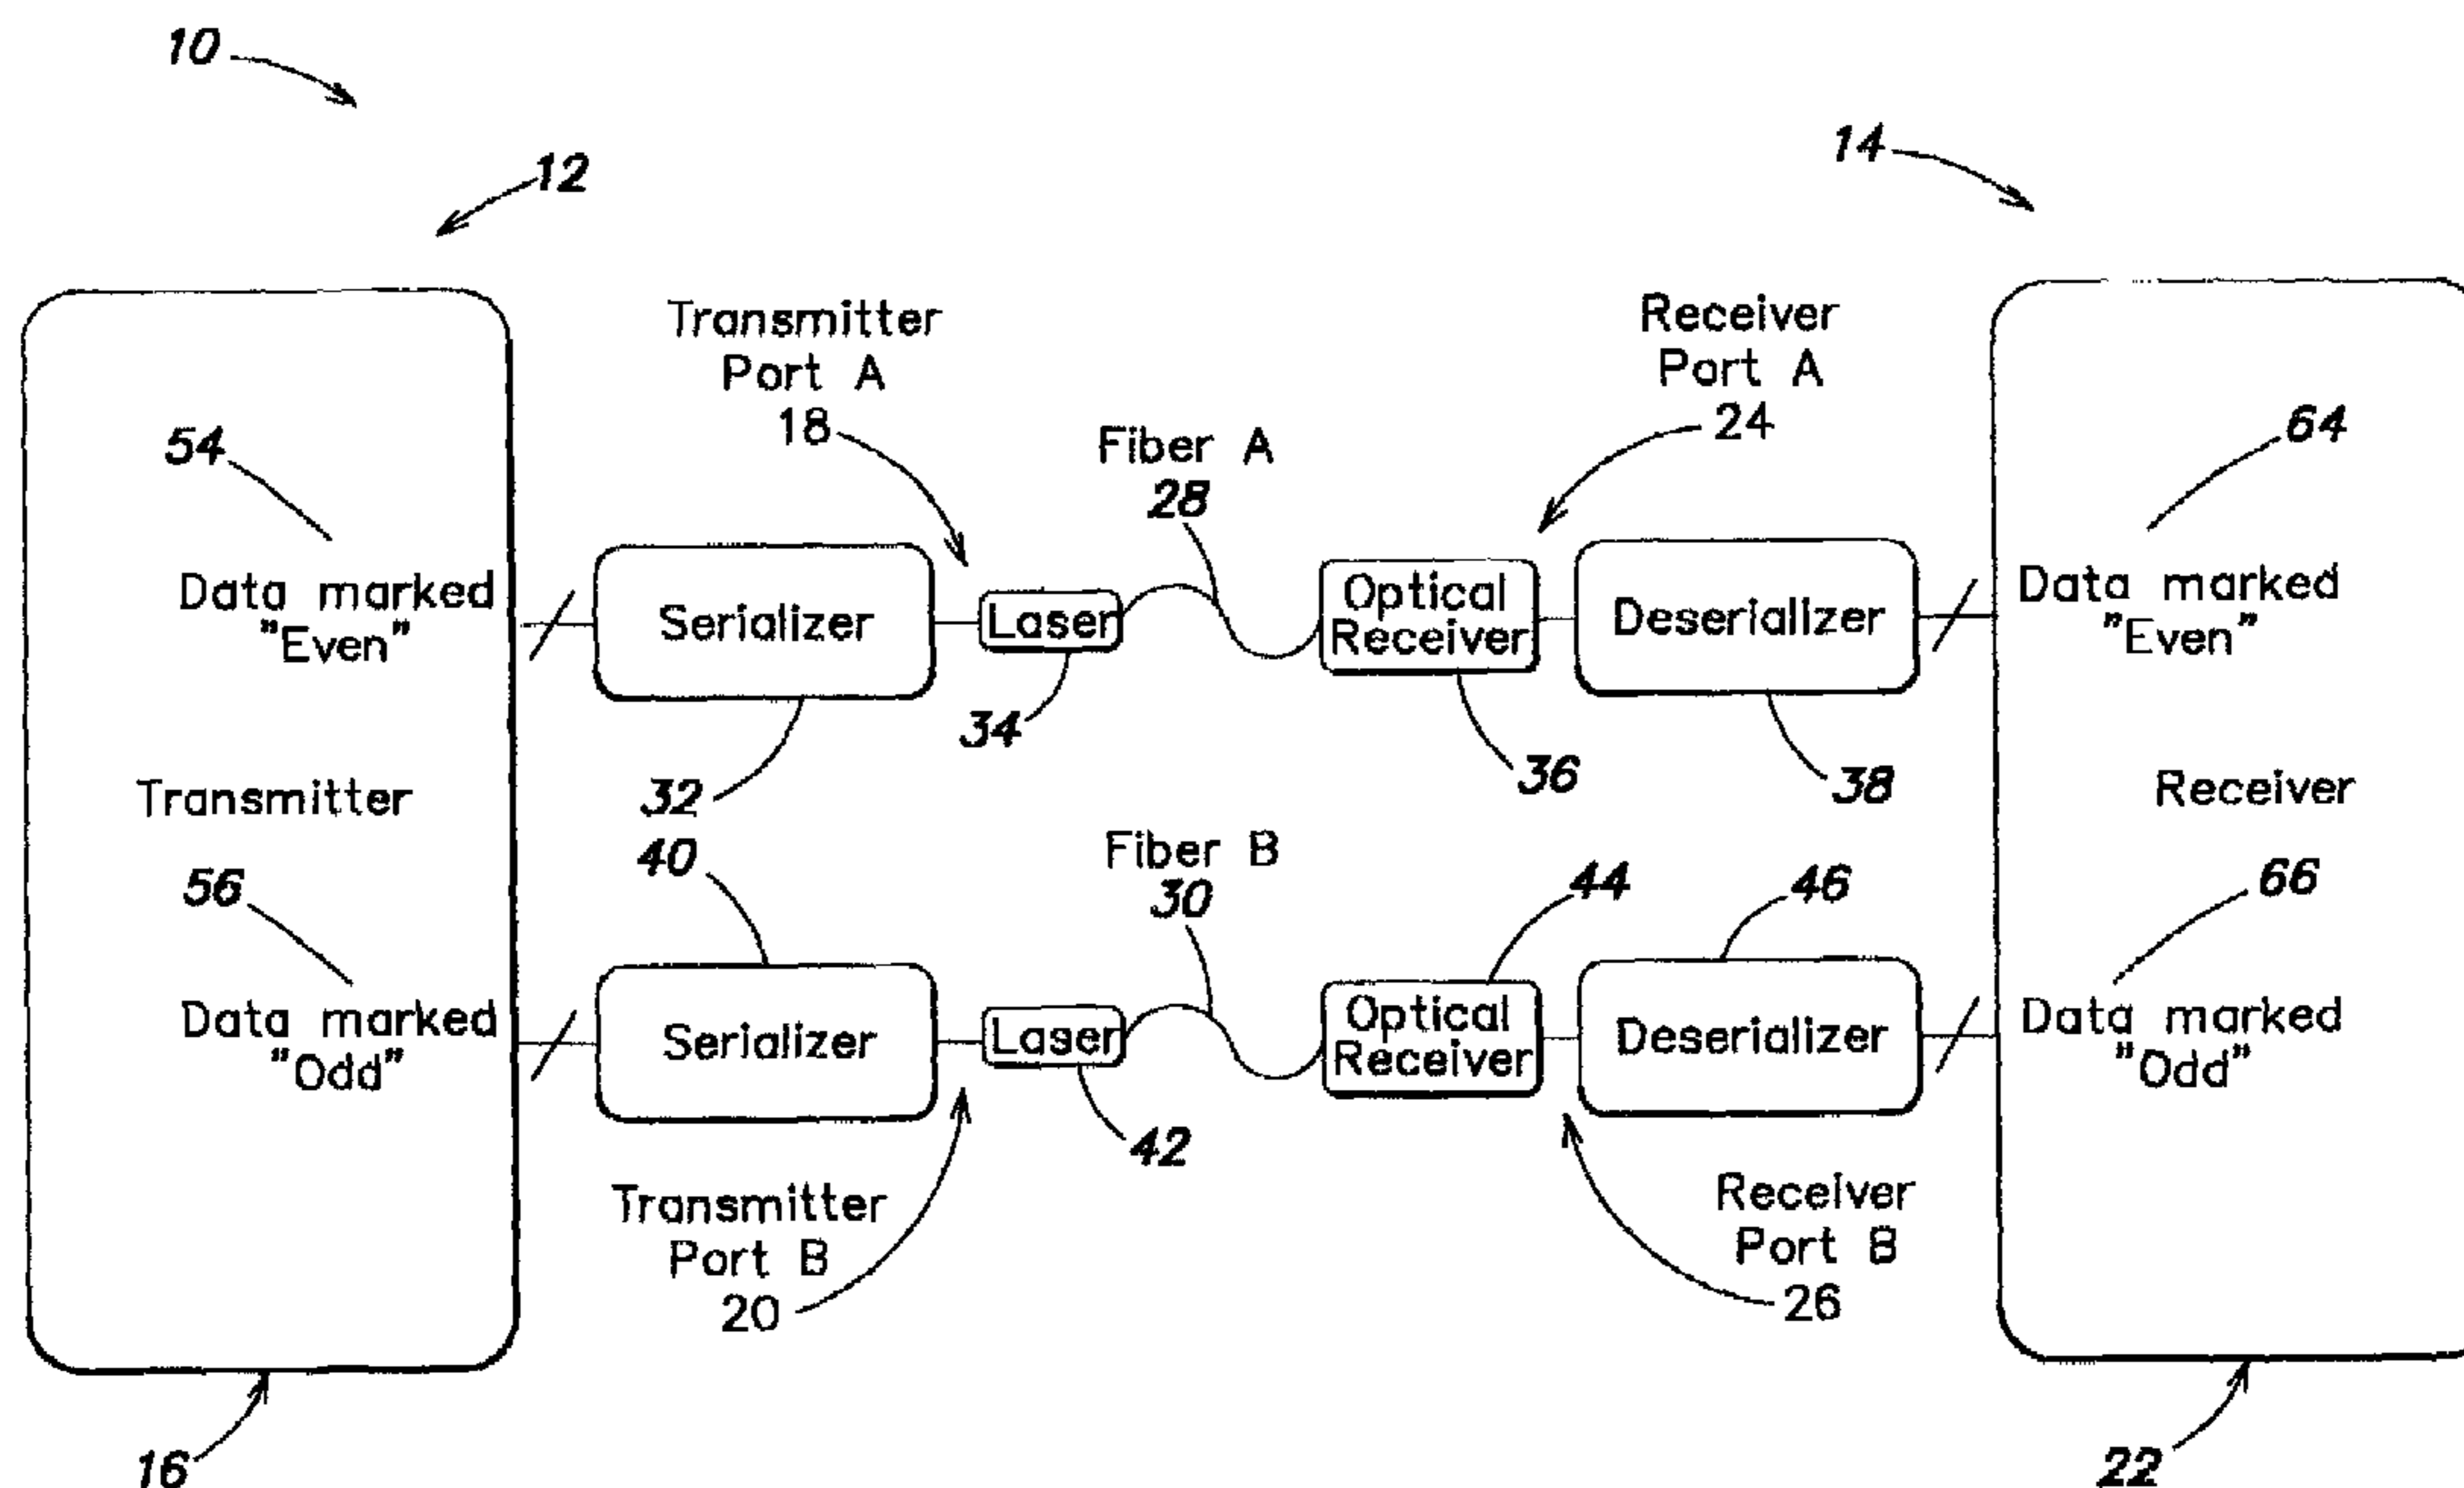 10
12
14
Transmitter
Port A
18
Receiver
Port A
24
54
Fiber A
28
64
Data marked
"Even"
Serializer
Laser
Optical
Receiver
Deserializer
Data marked
"Even"
34
32
36
38
Transmitter
Receiver
40
Fiber B
30
44
46
56
66
Data marked
"Odd"
Serializer
Laser
Optical
Receiver
Deserializer
Data marked
"Odd"
42
Transmitter
Port B
20
Receiver
Port B
26
16
22